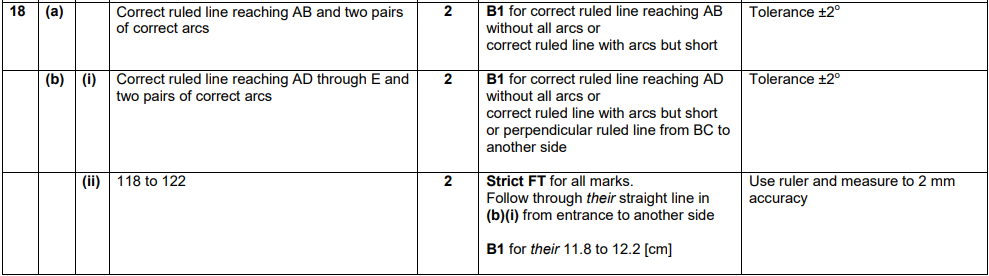 18 (a) Correct ruled line reaching AB and two pairs 2 B1 for correct ruled line reaching AB Tolerance ±2°
of correct arcs without all arcs or
correct ruled line with arcs but short
(b) (i) Correct ruled line reaching AD through E and 2 B1 for correct ruled line reaching AD Tolerance ±2°
two pairs of correct arcs without all arcs or
correct ruled line with arcs but short
or perpendicular ruled line from BC to
another side
(ii) 118 to 122 2 Strict FT for all marks. Use ruler and measure to 2 mm
Follow through their straight line in accuracy
(b)(i) from entrance to another side
B1 for their 11.8 to 12.2 [cm]